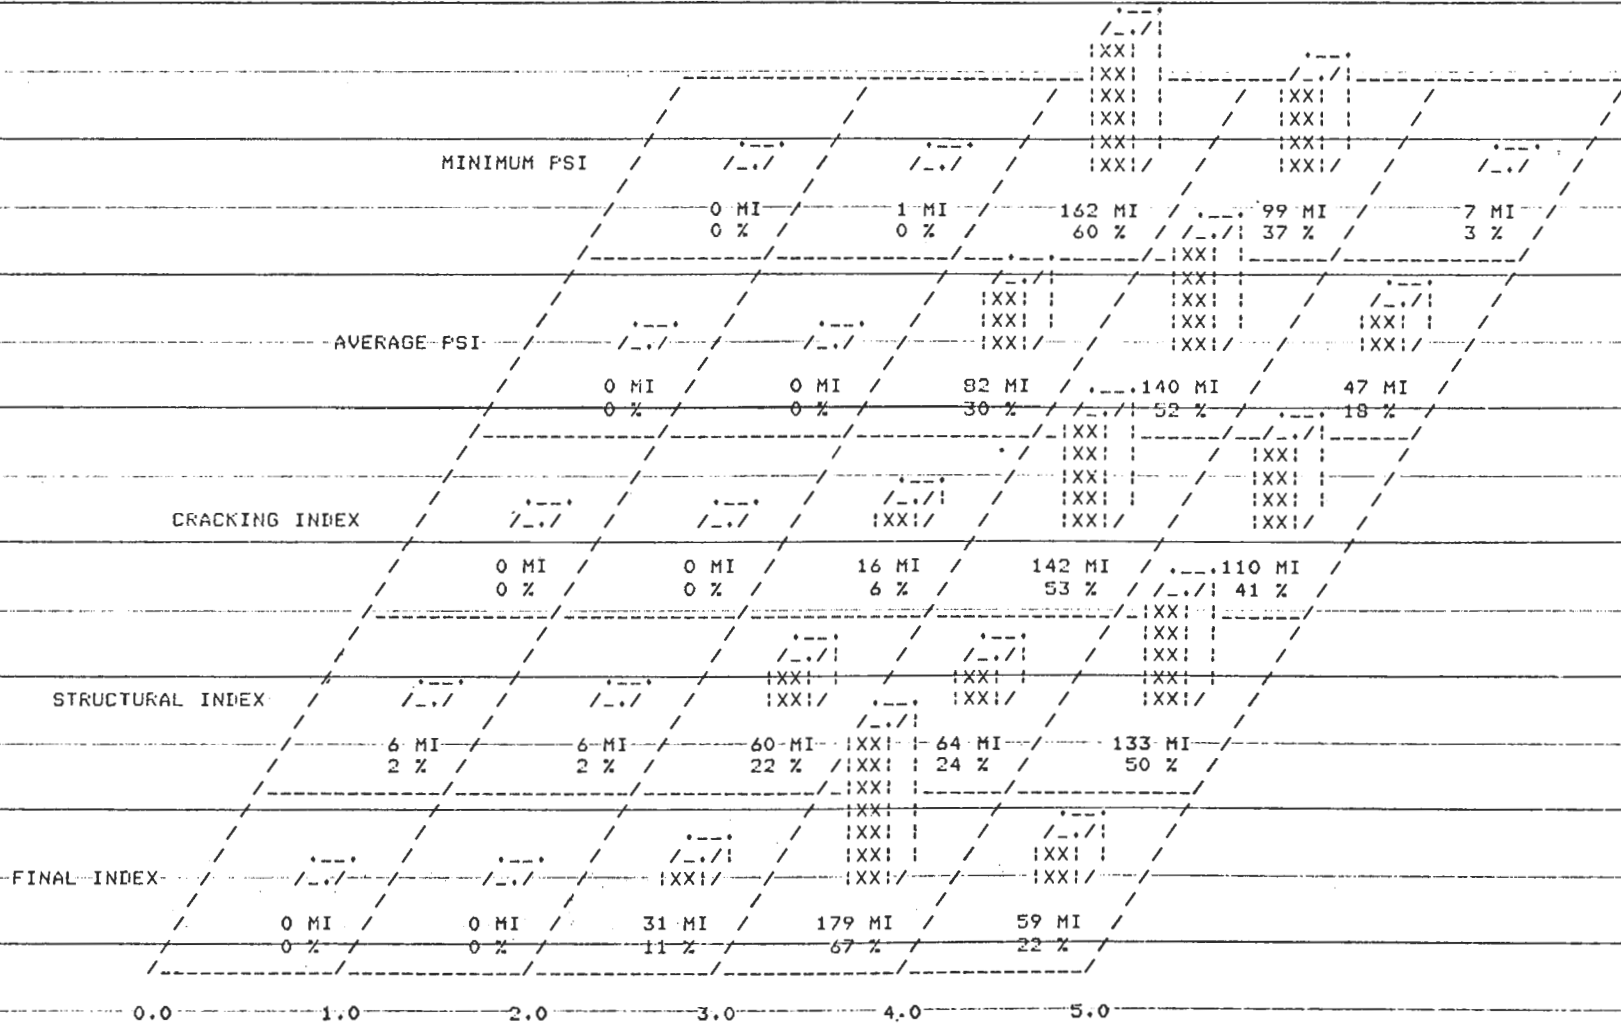 MINIMUM PSI
0 MI 1 MI 162 MI 99 MI 7 MI
0 % 0 % 60 % 37 % 3 %
AVERAGE PSI
0 MI 0 MI 82 MI 140 MI 47 MI
0 % 0 % 30 % 52 % 18 %
CRACKING INDEX
0 MI 0 MI 16 MI 142 MI 110 MI
0 % 0 % 6 % 53 % 41 %
STRUCTURAL INDEX
6 MI 6 MI 60 MI 64 MI 133 MI
2 % 2 % 22 % 24 % 50 %
FINAL INDEX
0 MI 0 MI 31 MI 179 MI 59 MI
0 % 0 % 11 % 67 % 22 %
0.0 1.0 2.0 3.0 4.0 5.0